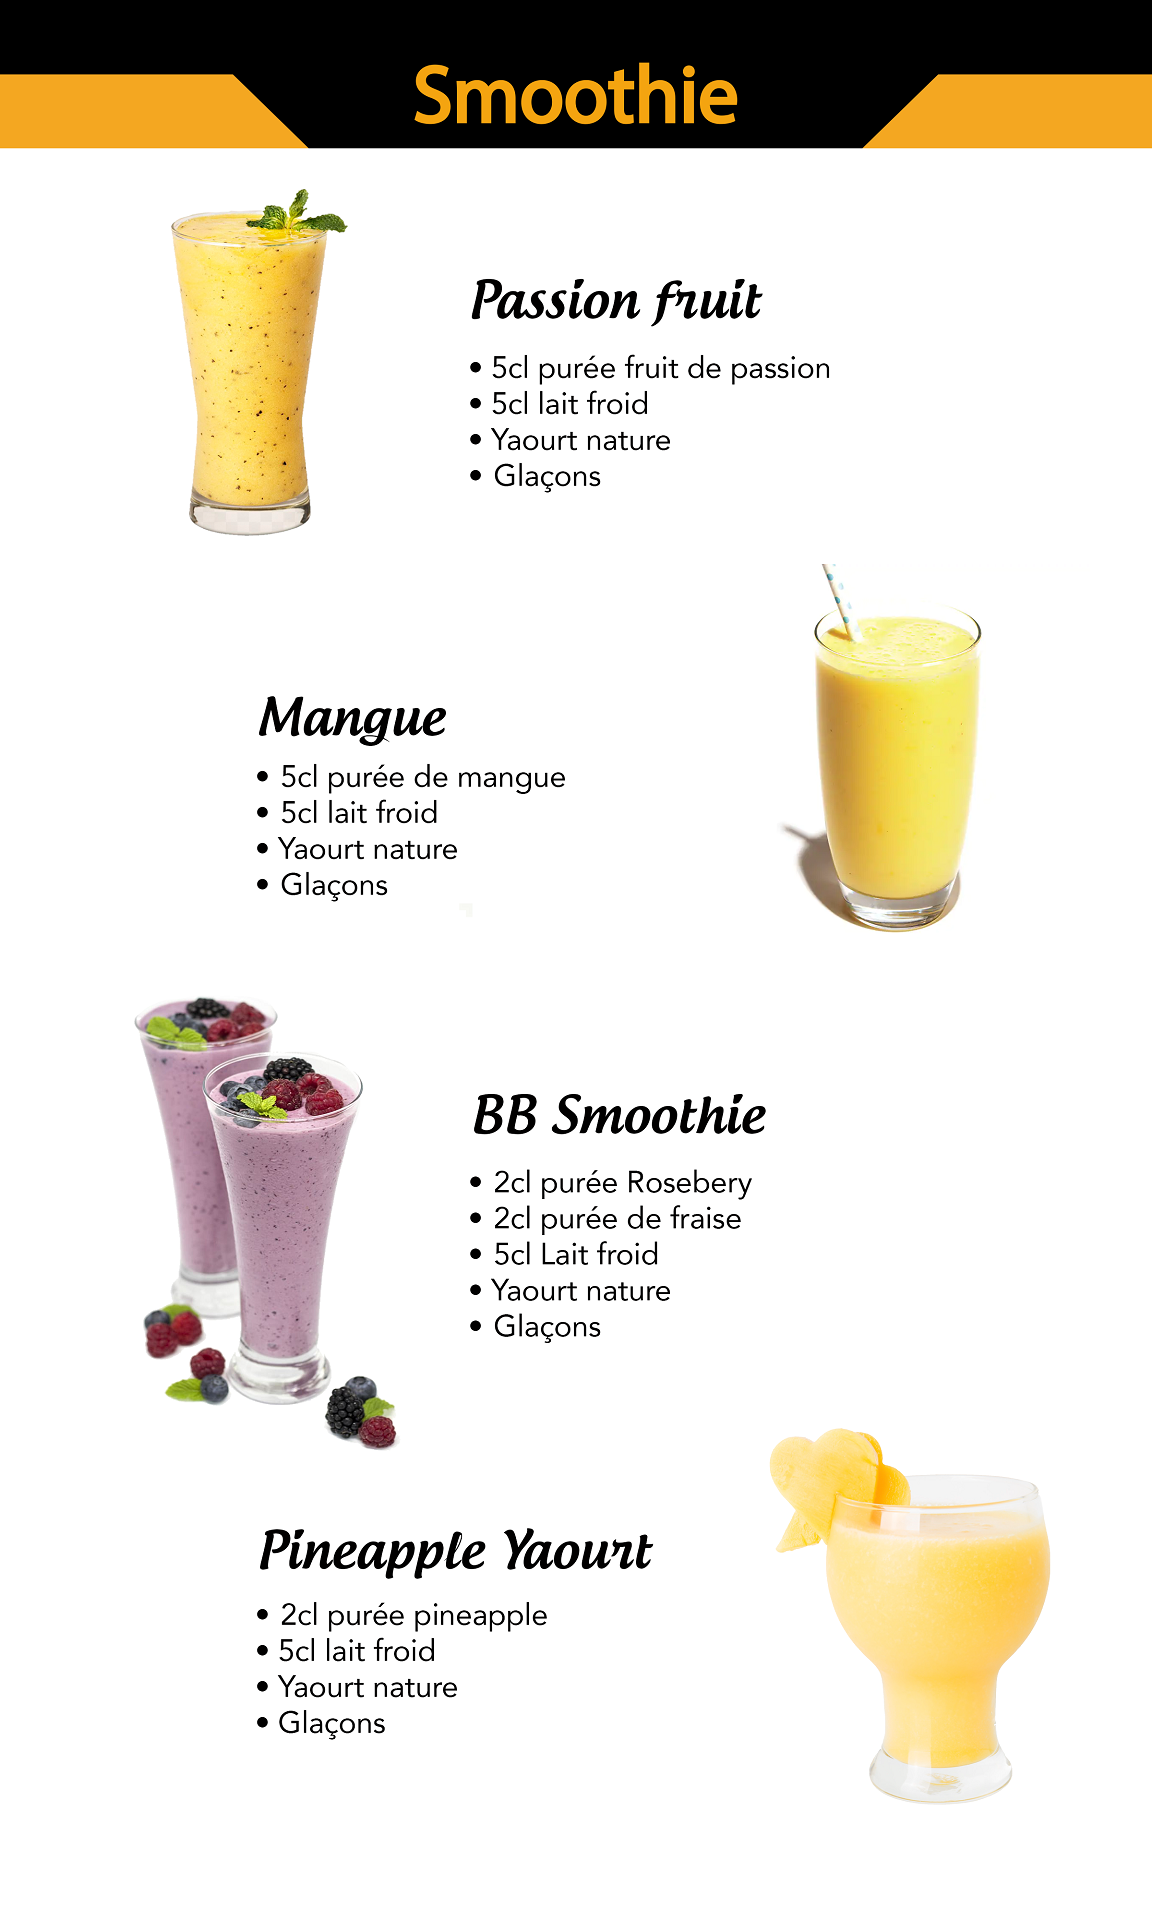 Smoothie
Passion fruit
• 5cl purée fruit de passion
• 5cl lait froid
• Yaourt nature
• Glaçons
Mangue
• 5cl purée de mangue
• 5cl lait froid
• Yaourt nature
• Glaçons
BB Smoothie
• 2cl purée Rosebery
• 2cl purée de fraise
• 5cl Lait froid
• Yaourt nature
• Glaçons
Pineapple Yaourt
• 2cl purée pineapple
• 5cl lait froid
• Yaourt nature
• Glaçons